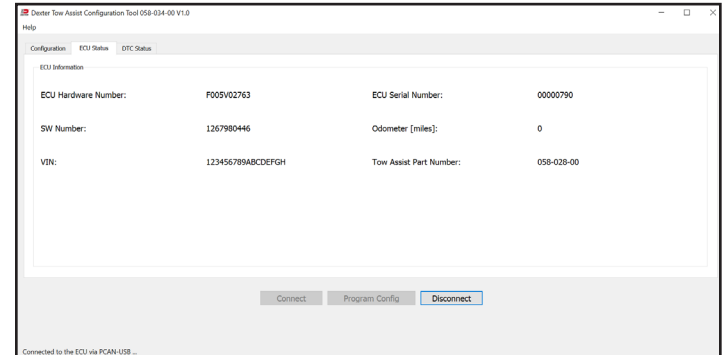 Dexter Tow Assist Configuration Tool 058-034-00 V1.0
Help
Configuration ECU Status DTC Status
ECU Information
ECU Hardware Number: F005V02763 ECU Serial Number: 00000790
SW Number: 1267980446 Odometer [miles]: 0
VIN: 123456789ABCDEFGH Tow Assist Part Number: 058-028-00
Connect Program Config Disconnect
Connected to the ECU via PCAN-USB ...